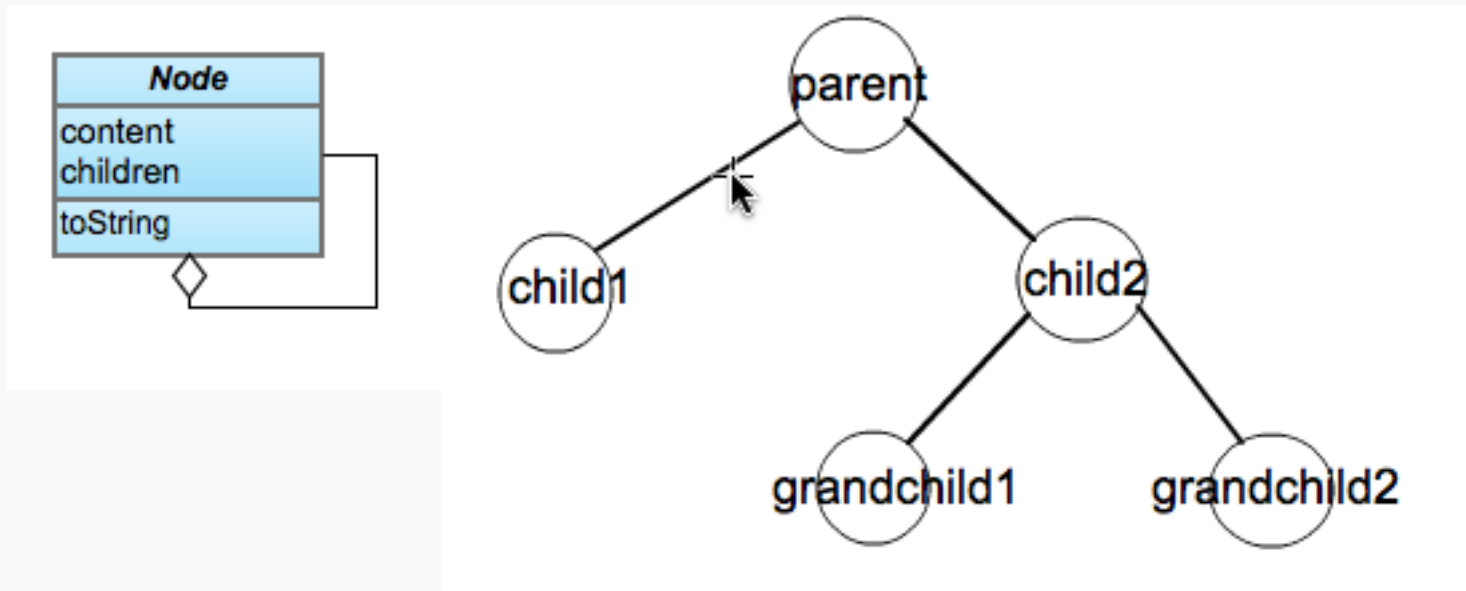 Node
content
children
toString
parent
child1
child2
grandchild1
grandchild2